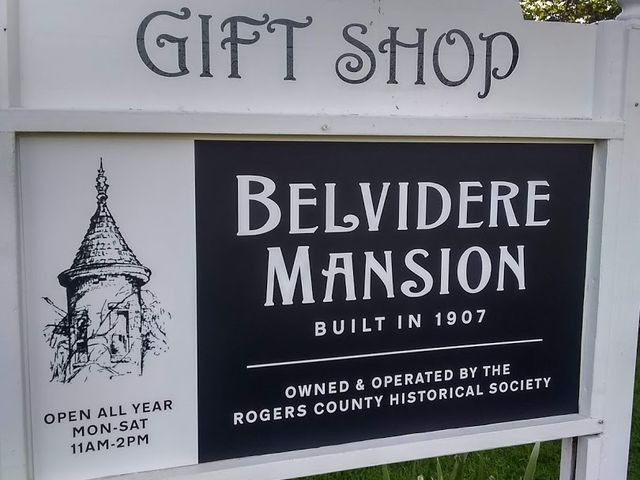 GIFT SHOP
BELVIDERE
MANSION
BUILT IN 1907
OWNED & OPERATED BY THE
ROGERS COUNTY HISTORICAL SOCIETY
OPEN ALL YEAR
MON-SAT
11AM-2PM